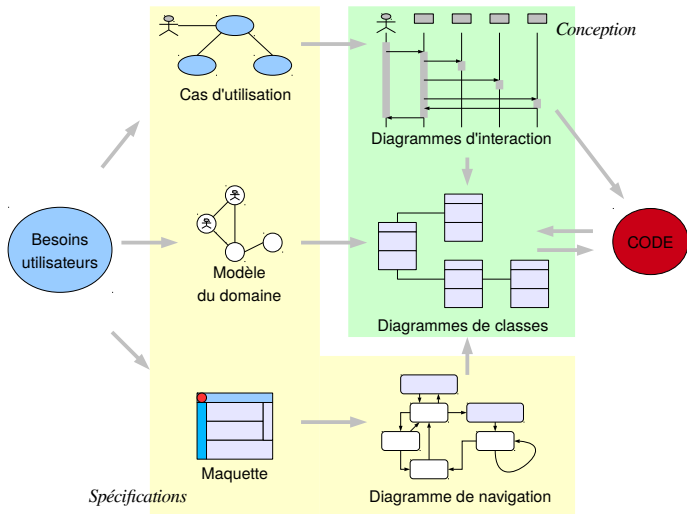 Conception
Cas d'utilisation
Diagrammes d'interaction
Besoins
utilisateurs
CODE
Modèle
du domaine
Diagrammes de classes
Maquette
Spécifications
Diagramme de navigation